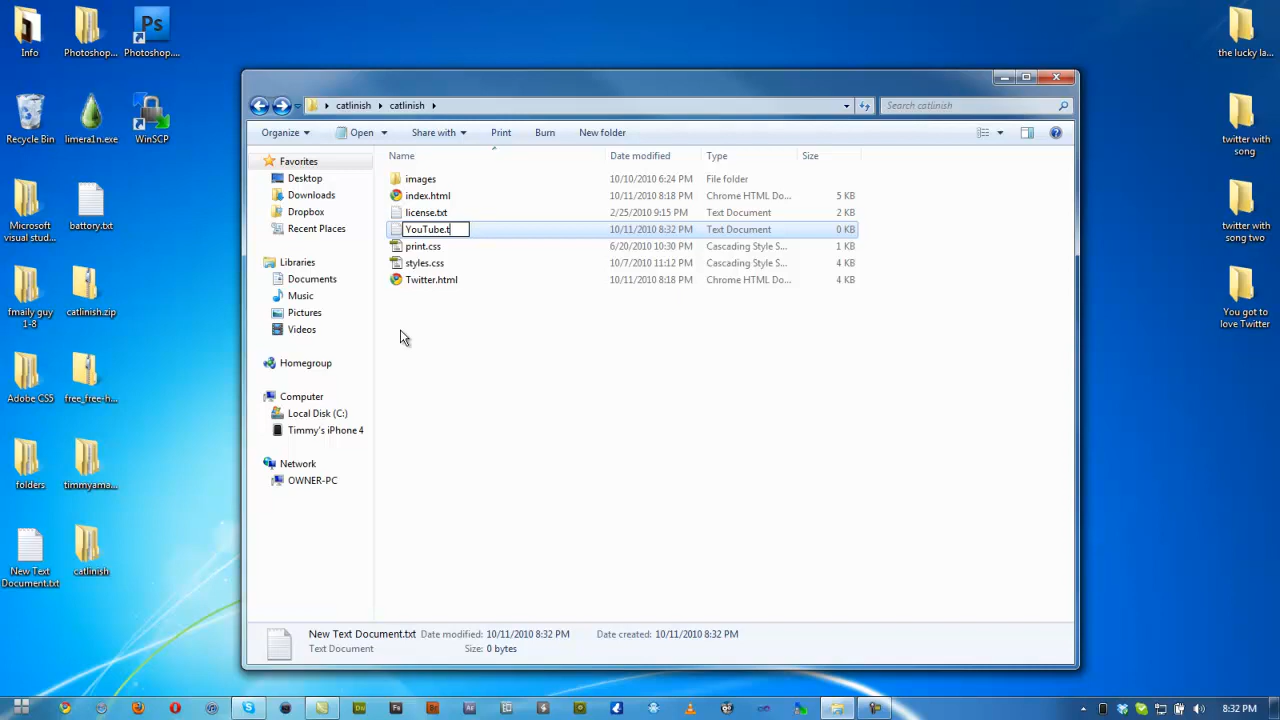 Info
Photoshop...
Ps
Photoshop....
Recycle Bin
limera1n.exe
WinSCP
Microsoft
visual stud...
battory.txt
fmaily guy
1-8
catlinish.zip
Adobe CS5
free_free-h...
folders
timmyama...
New Text
Document.txt
catlinish
catlinish
catlinish
Search catlinish
Organize
Open
Share with
Print
Burn
New folder
Favorites
Desktop
Downloads
Dropbox
Recent Places
Libraries
Documents
Music
Pictures
Videos
Homegroup
Computer
Local Disk (C:)
Timmy's iPhone 4
Network
OWNER-PC
Name Date modified Type Size
images 10/10/2010 6:24 PM File folder
index.html 10/11/2010 8:18 PM Chrome HTML Do... 5 KB
license.txt 2/25/2010 9:15 PM Text Document 2 KB
YouTube.t 10/11/2010 8:32 PM Text Document 0 KB
print.css 6/20/2010 10:30 PM Cascading Style S... 1 KB
styles.css 10/7/2010 11:12 PM Cascading Style S... 4 KB
Twitter.html 10/11/2010 8:18 PM Chrome HTML Do... 4 KB
New Text Document.txt Date modified: 10/11/2010 8:32 PM Date created: 10/11/2010 8:32 PM
Text Document Size: 0 bytes
the lucky la...
twitter with
song
twitter wit
song two
You got to
love Twitter
Dw
Fs
Br
Ae
8:32 PM